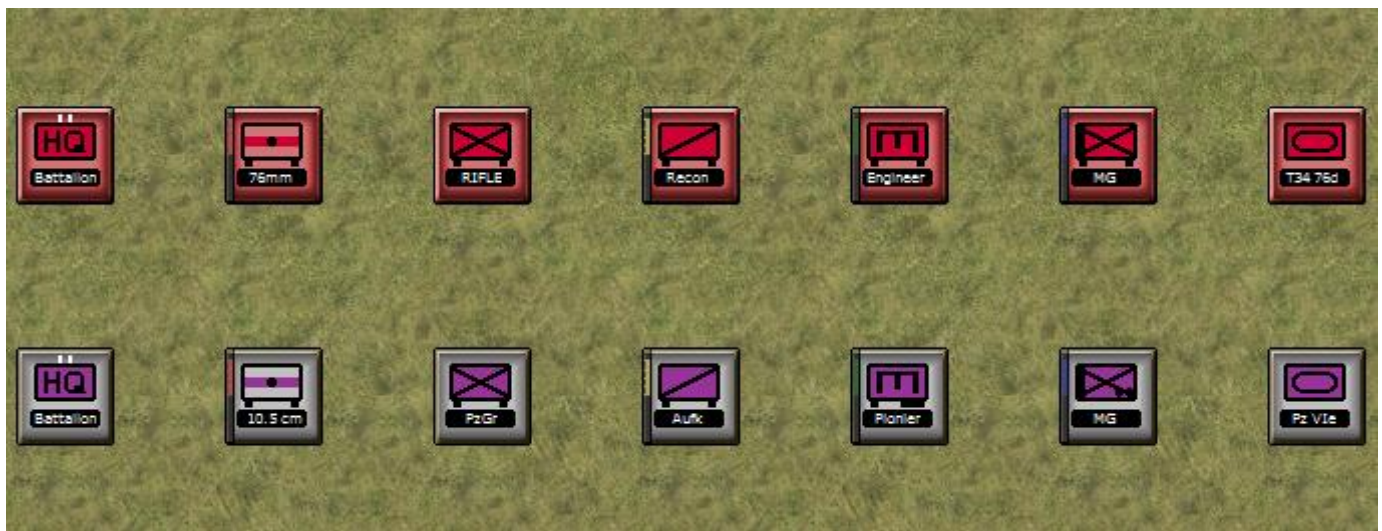 HQ
Battalion
76mm
RIFLE
Recon
Engineer
MG
T34 76d
HQ
Battalion
10.5 cm
PzGr
Aufk
Pionier
MG
Pz VIe